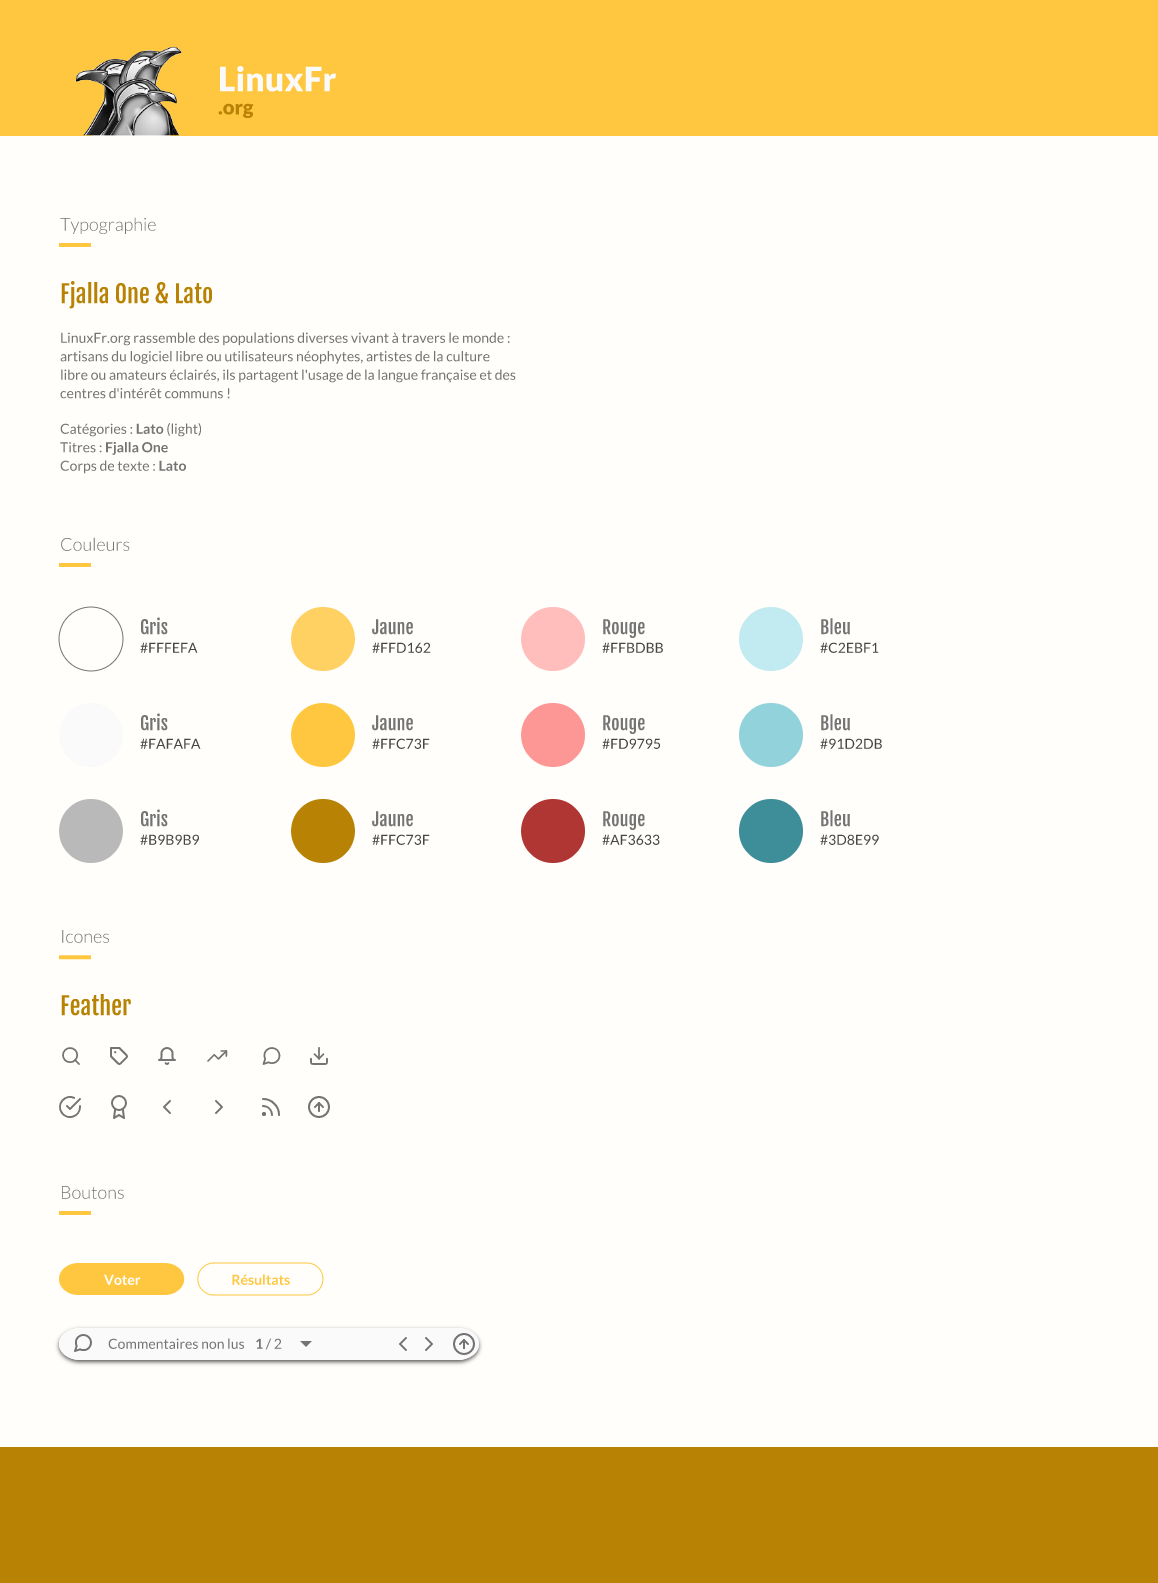 LinuxFr
.org
Typographie
Fjalla One & Lato
LinuxFr.org rassemble des populations diverses vivant à travers le monde :
artisans du logiciel libre ou utilisateurs néophytes, artistes de la culture
libre ou amateurs éclairés, ils partagent l'usage de la langue française et des
centres d'intérêt communs !
Catégories : Lato (light)
Titres : Fjalla One
Corps de texte : Lato
Couleurs
Gris
#FFFEFA
Jaune
#FFD162
Rouge
#FFBDBB
Bleu
#C2EBF1
Gris
#FAFAFA
Jaune
#FFC73F
Rouge
#FD9795
Bleu
#91D2DB
Gris
#B9B9B9
Jaune
#FFC73F
Rouge
#AF3633
Bleu
#3D8E99
Icones
Feather
Boutons
Voter
Résultats
Commentaires non lus 1 / 2